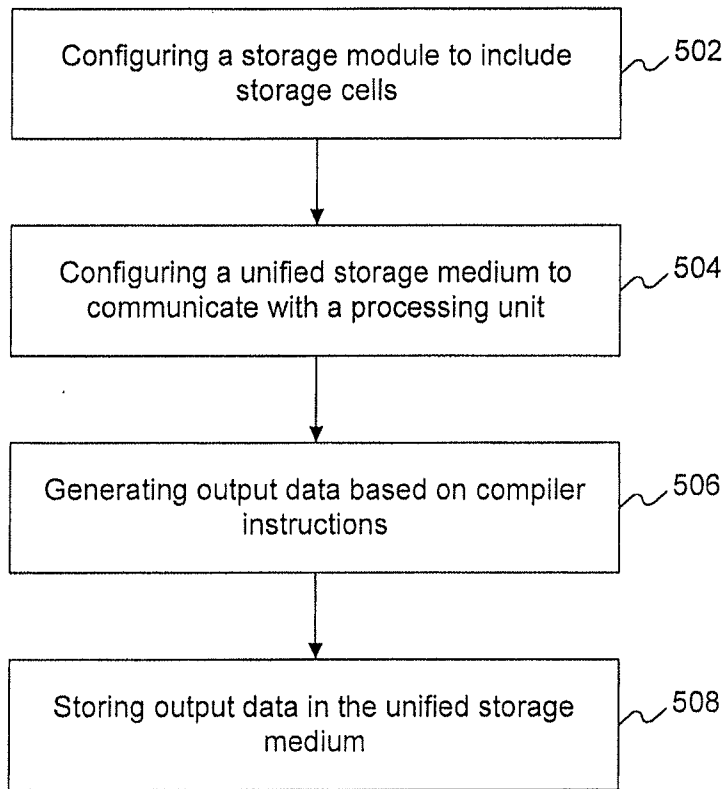 Configuring a storage module to include
storage cells
502
Configuring a unified storage medium to
communicate with a processing unit
504
Generating output data based on compiler
instructions
506
Storing output data in the unified storage
medium
508